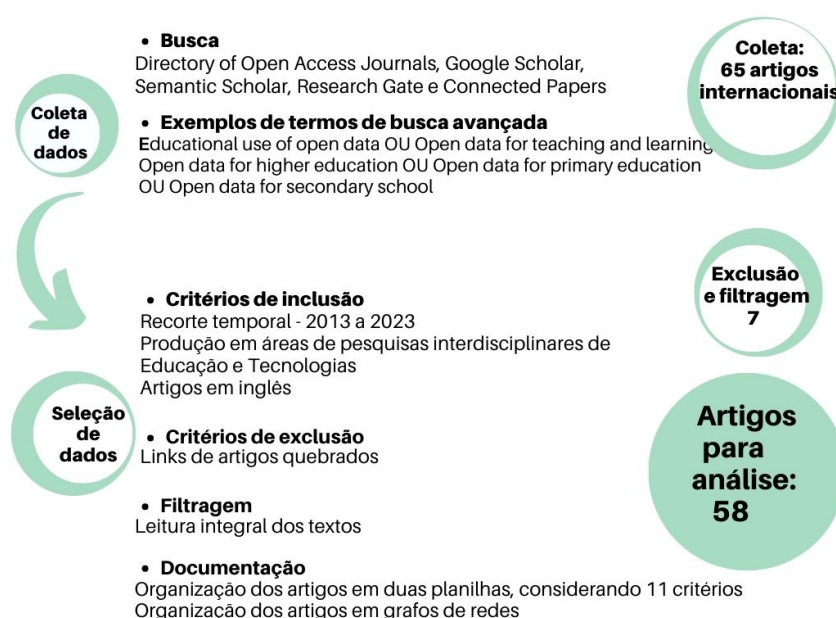 Coleta
de
dados
• Busca
Directory of Open Access Journals, Google Scholar,
Semantic Scholar, Research Gate e Connected Papers
• Exemplos de termos de busca avançada
Educational use of open data OU Open data for teaching and learning
Open data for higher education OU Open data for primary education
OU Open data for secondary school
Coleta:
65 artigos
internacionais
Seleção
de
dados
• Critérios de inclusão
Recorte temporal - 2013 a 2023
Produção em áreas de pesquisas interdisciplinares de
Educação e Tecnologias
Artigos em inglês
• Critérios de exclusão
Links de artigos quebrados
• Filtragem
Leitura integral dos textos
• Documentação
Organização dos artigos em duas planilhas, considerando 11 critérios
Organização dos artigos em grafos de redes
Exclusão
e filtragem
7
Artigos
para
análise:
58